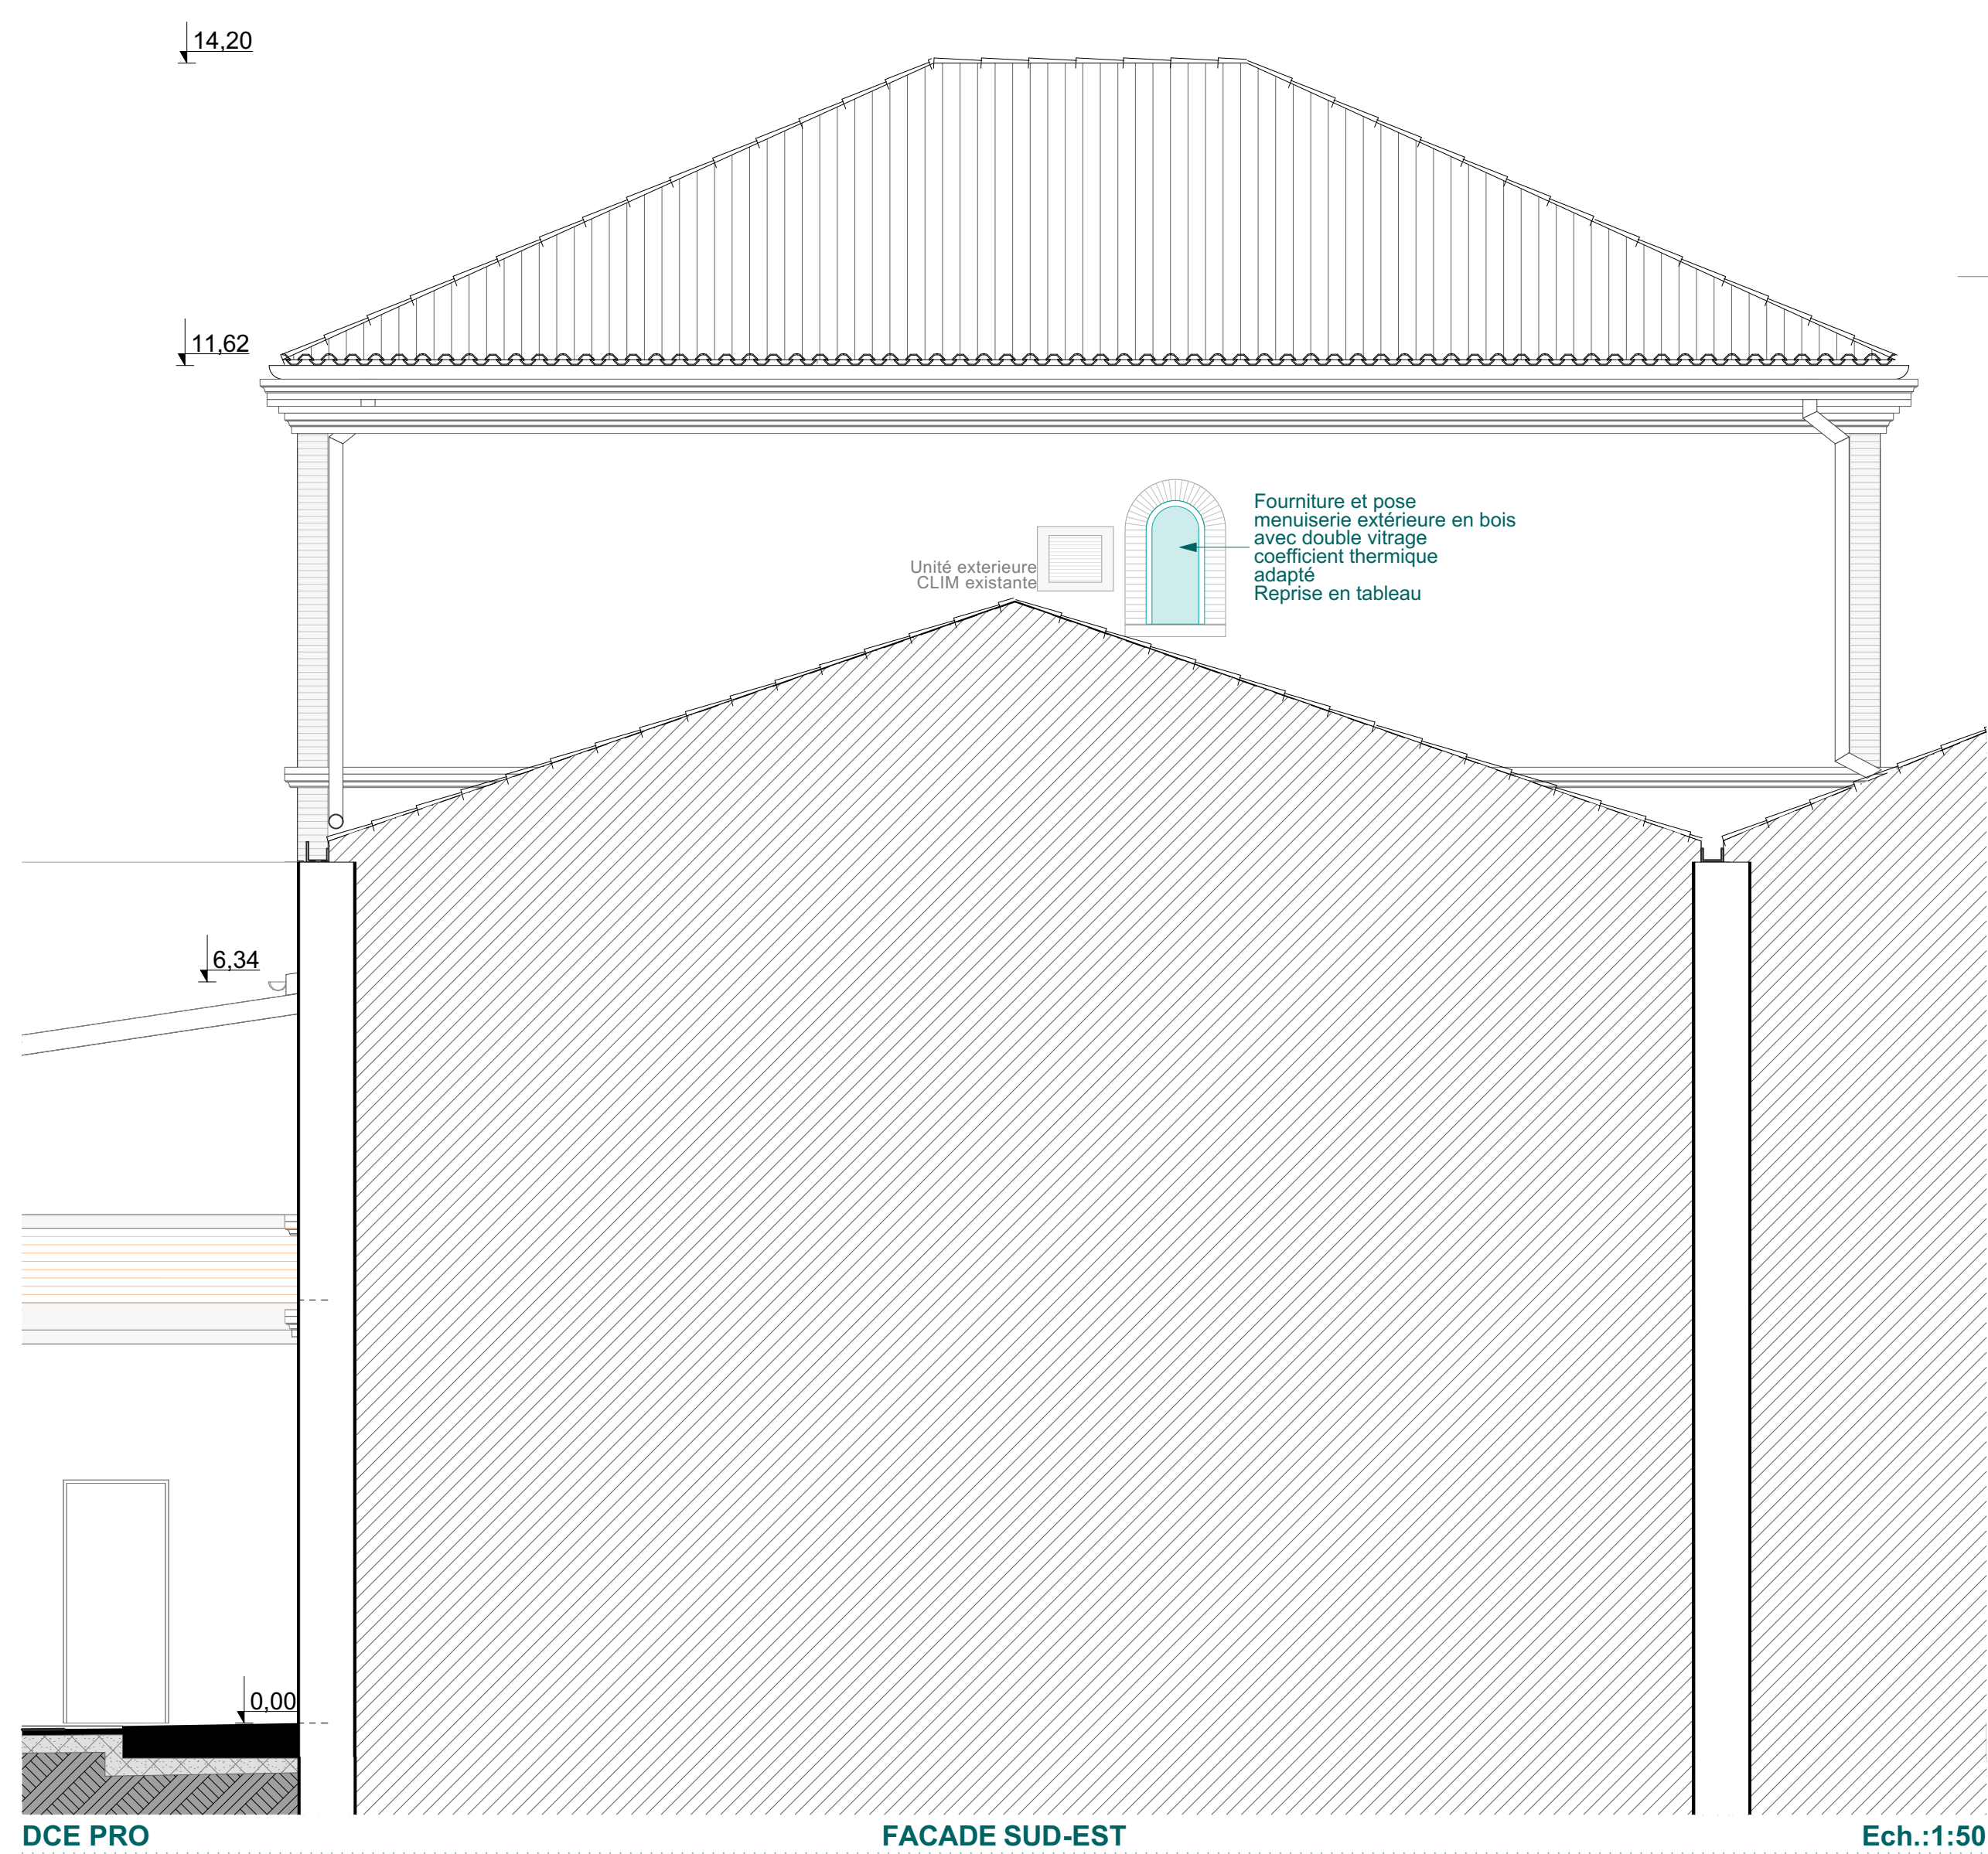 14,20
11,62
Fourniture et pose
menuiserie extérieure en bois
avec double vitrage
coefficient thermique
adapté
Reprise en tableau
Unité exterieure
CLIM existante
6,34
0,00
DCE PRO
FACADE SUD-EST
Ech.:1:50